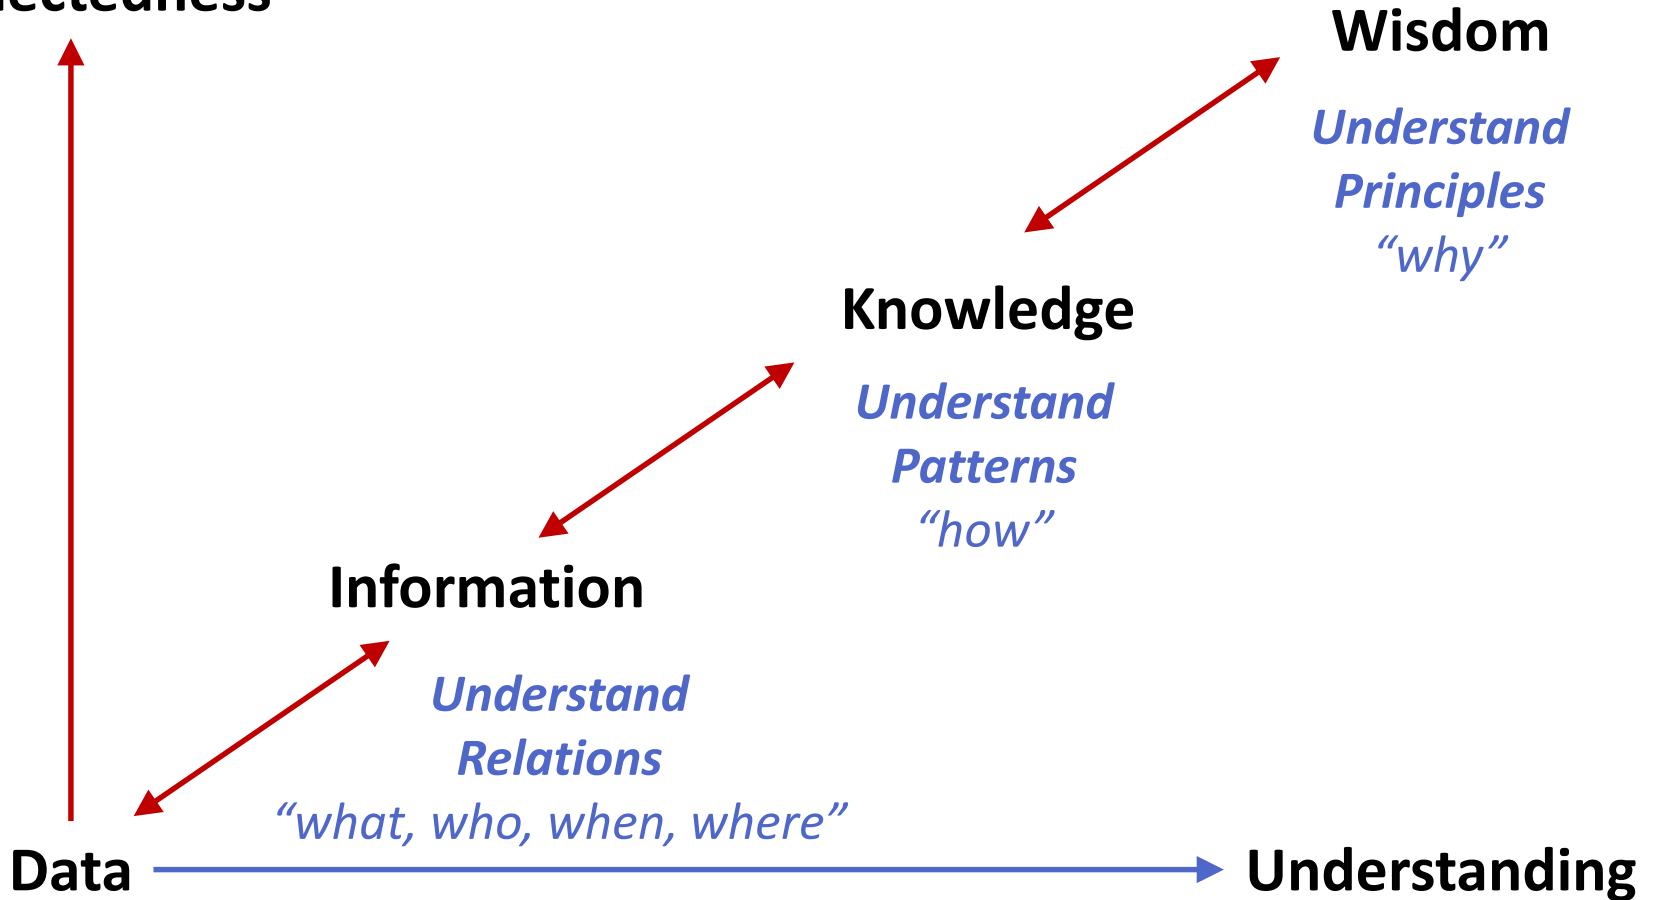 Wisdom
Understand
Principles
“why”
Knowledge
Understand
Patterns
“how”
Information
Understand
Relations
“what, who, when, where”
Data
Understanding